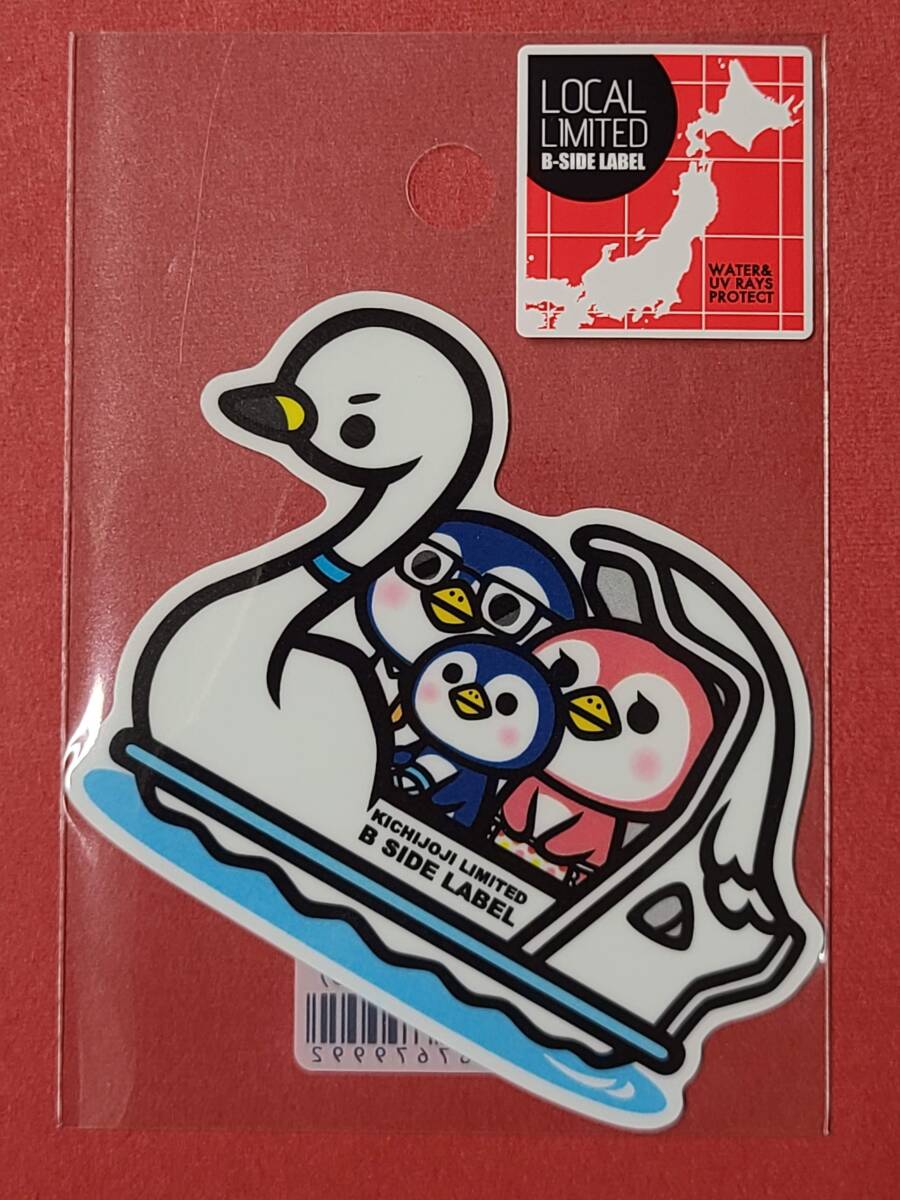 LOCAL
LIMITED
B-SIDE LABEL
WATER&
UV RAYS
PROTECT
KICHIJOJI LIMITED
B SIDE LABEL